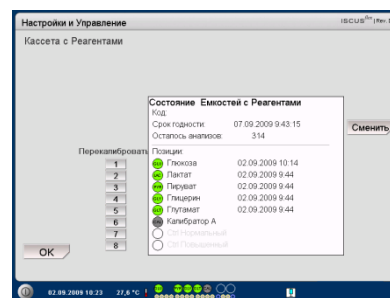 Настройки и Управление
ISCUS
Кассета с Реагентами
Состояние Емкостей с Реагентами
Код:
Срок годности: 07.09.2009 9:43:15
Осталось анализов: 314
Сменить
Перекалибровать Позиции:
1 Глюкоза 02.09.2009 10:14
2 Лактат 02.09.2009 9:44
3 Пируват 02.09.2009 9:44
4 Глицерин 02.09.2009 9:44
5 Глутамат 02.09.2009 9:44
6 Калибратор А
7 Ctrl Нормальный
8 Ctrl Повышенный
OK
02.09.2009 10:23 27,6 °C